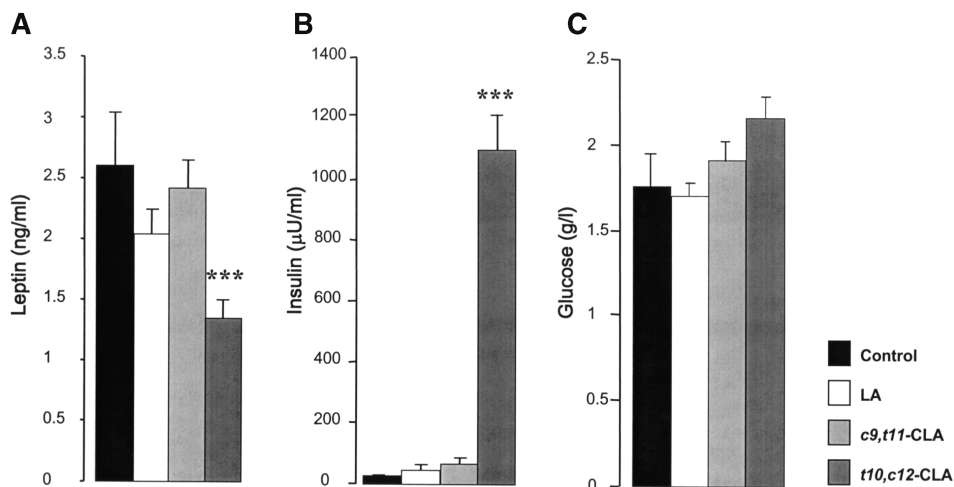 A
Leptin (ng/ml)
3.5
3
2.5
2
1.5
1
0.5
0
***
B
Insulin (µU/ml)
1400
1200
1000
800
600
400
200
0
***
C
Glucose (g/l)
2.5
2
1.5
1
0.5
0
Control
LA
c9,t11-CLA
t10,c12-CLA